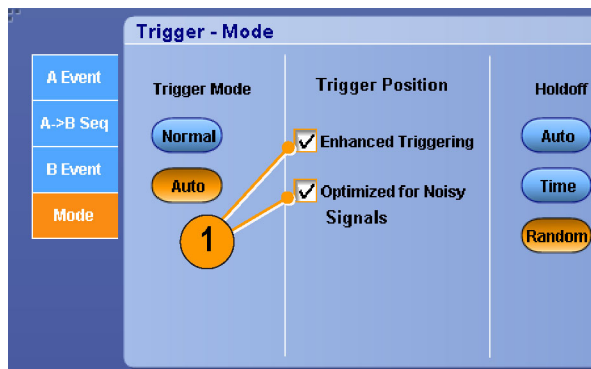 Trigger - Mode
A Event
A->B Seq
B Event
Mode
Trigger Mode
Normal
Auto
1
Trigger Position
Enhanced Triggering
Optimized for Noisy
Signals
Holdoff
Auto
Time
Random